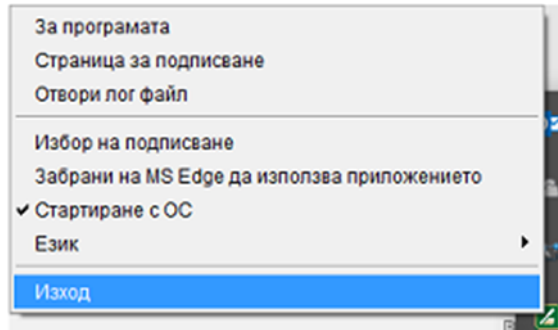 За програмата
Страница за подписване
Отвори лог файл
Избор на подписване
Забрани на MS Edge да използва приложението
Стартиране с ОС
Език
Изход